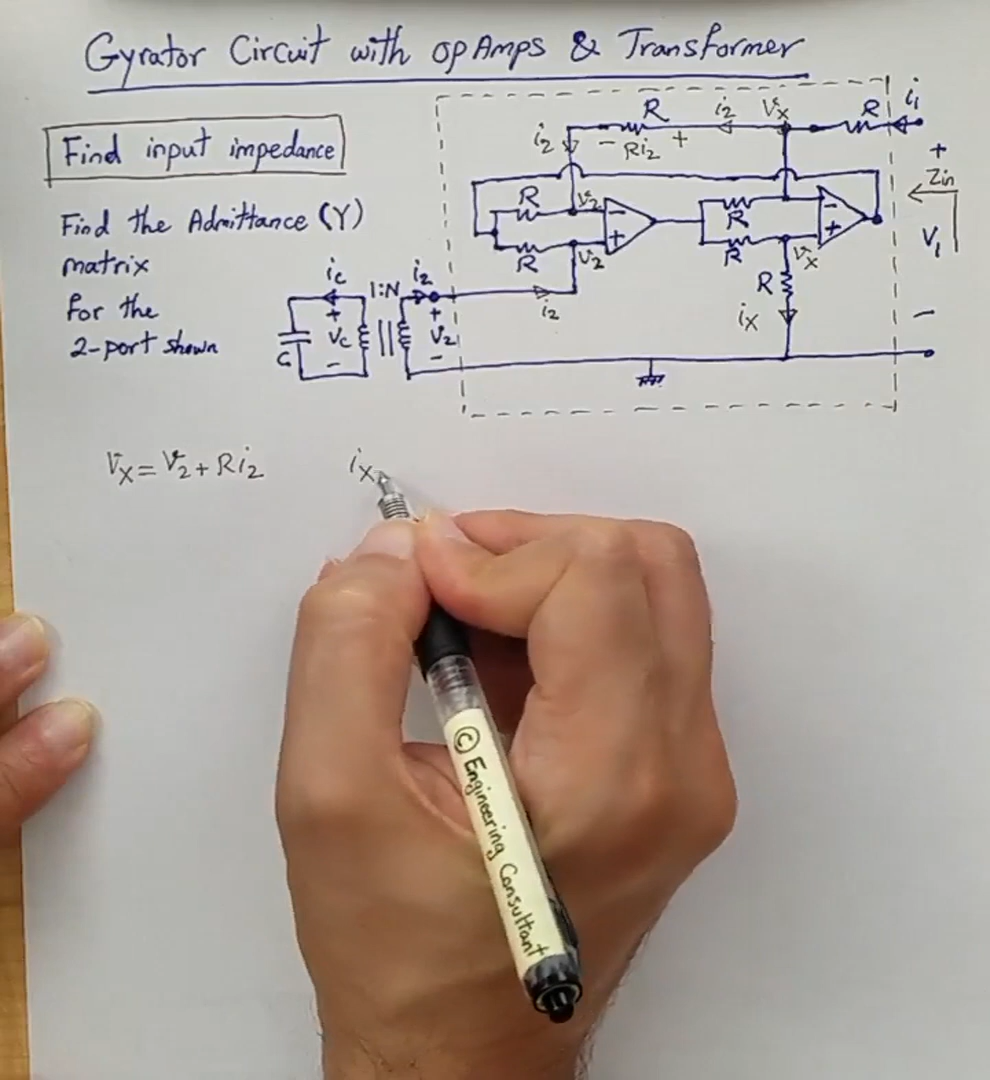 Gyrator Circuit with opAmps & Transformer
Find input impedance
Find the Admittance (Y)
matrix
for the
2-port shown
R
i2
Vx
R
i1
i2
- Ri2 +
+
Zin
V1
-
R
V2
-
+
R
V2
R
-
+
R
Vx
R
ix
i2
ic
1:N
i2
+
Vc
-
+
V2
-
C
Vx = V2 + Ri2
ix=
© Engineering Consultant